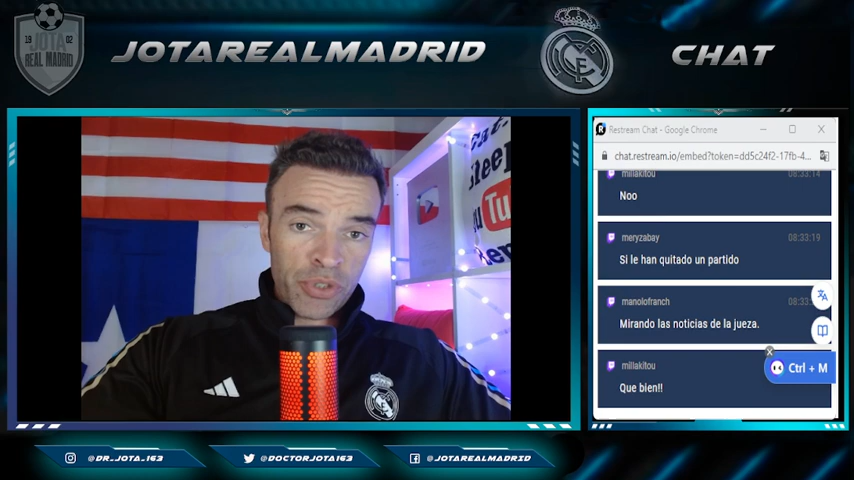 19 02
JOTA
REAL MADRID
JOTAREALMADRID
CHAT
Restream Chat - Google Chrome
chat.restream.io/embed?token=dd5c24f2-17fb-4...
millakitou 08:33:14
Noo
meryzabay 08:33:19
Si le han quitado un partido
manolofranch 08:33:
Mirando las noticias de la jueza.
millakitou
Ctrl + M
Que bien!!
@DR_JOTA_163
@DOCTORJOTA163
@JOTAREALMADRID